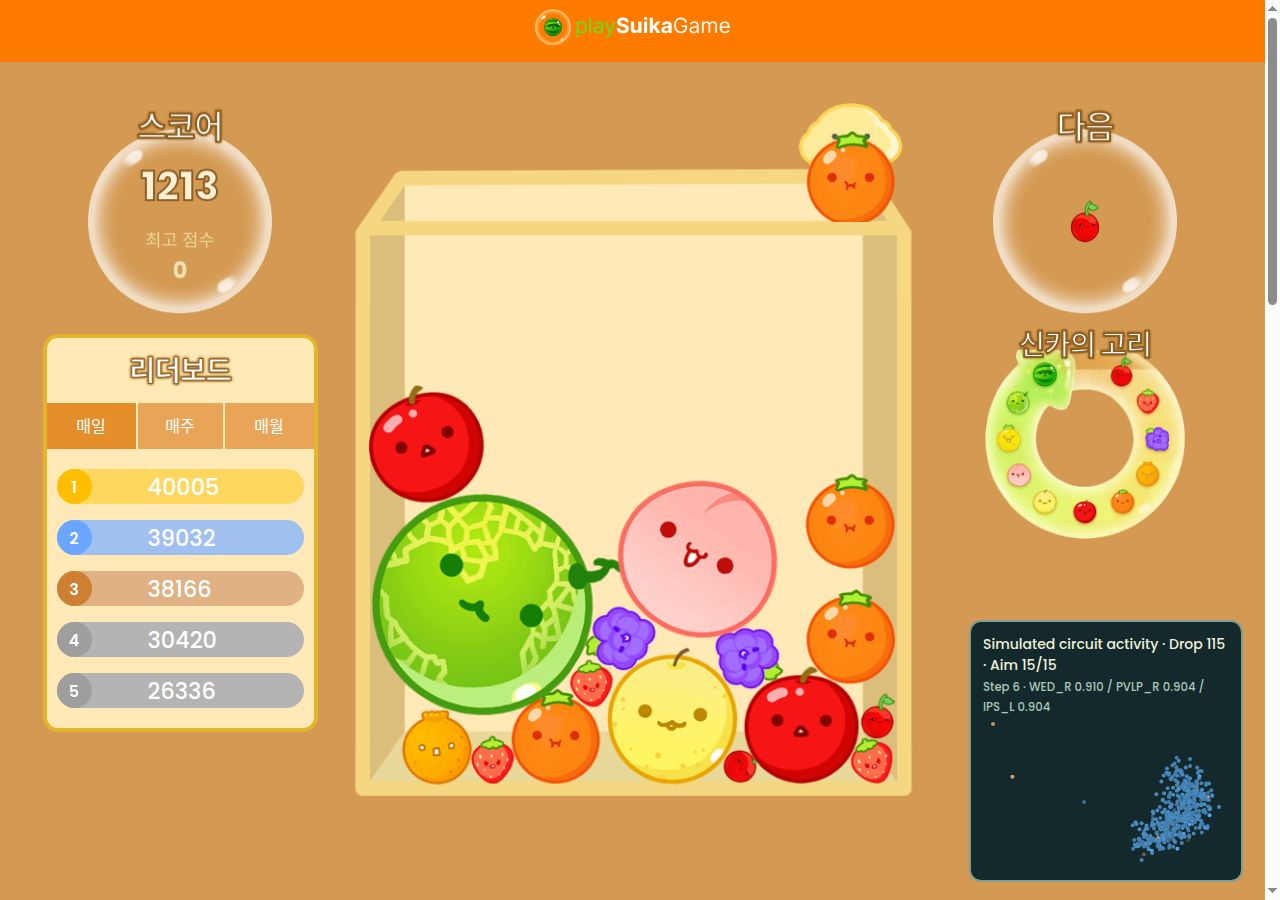 playSuikaGame
스코어
1213
최고 점수
0
다음
리더보드
매일 매주 매월
1 40005
2 39032
3 38166
4 30420
5 26336
신카의 고리
Simulated circuit activity · Drop 115
· Aim 15/15
Step 6 · WED_R 0.910 / PVLP_R 0.904 /
IPS_L 0.904